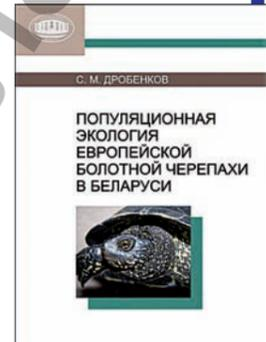 С. М. ДРОБЕНКОВ
ПОПУЛЯЦИОННАЯ
ЭКОЛОГИЯ
ЕВРОПЕЙСКОЙ
БОЛОТНОЙ ЧЕРЕПАХИ
В БЕЛАРУСИ